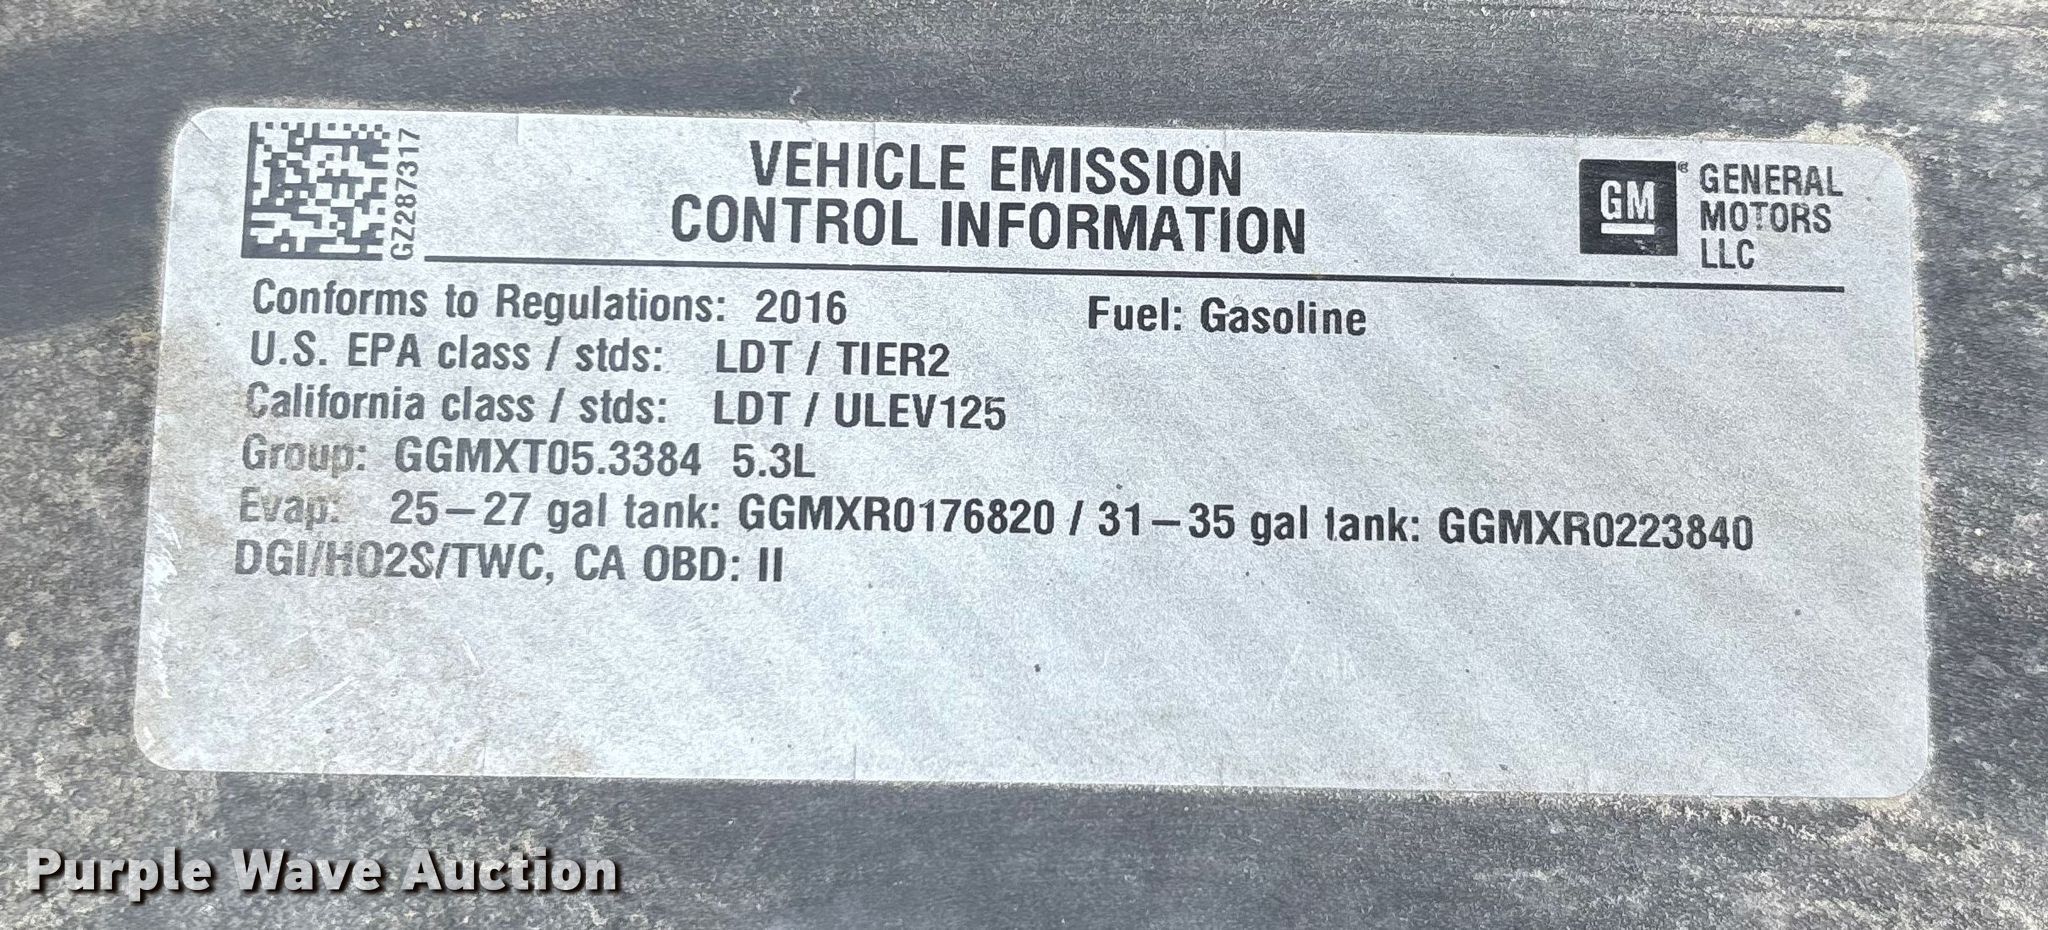 GZ287317
VEHICLE EMISSION
CONTROL INFORMATION
GM
®
GENERAL
MOTORS
LLC
Conforms to Regulations: 2016 Fuel: Gasoline
U.S. EPA class / stds: LDT / TIER2
California class / stds: LDT / ULEV125
Group: GGMXT05.3384 5.3L
Evap: 25–27 gal tank: GGMXR0176820 / 31–35 gal tank: GGMXR0223840
DGI/HO2S/TWC, CA OBD: II
Purple Wave Auction